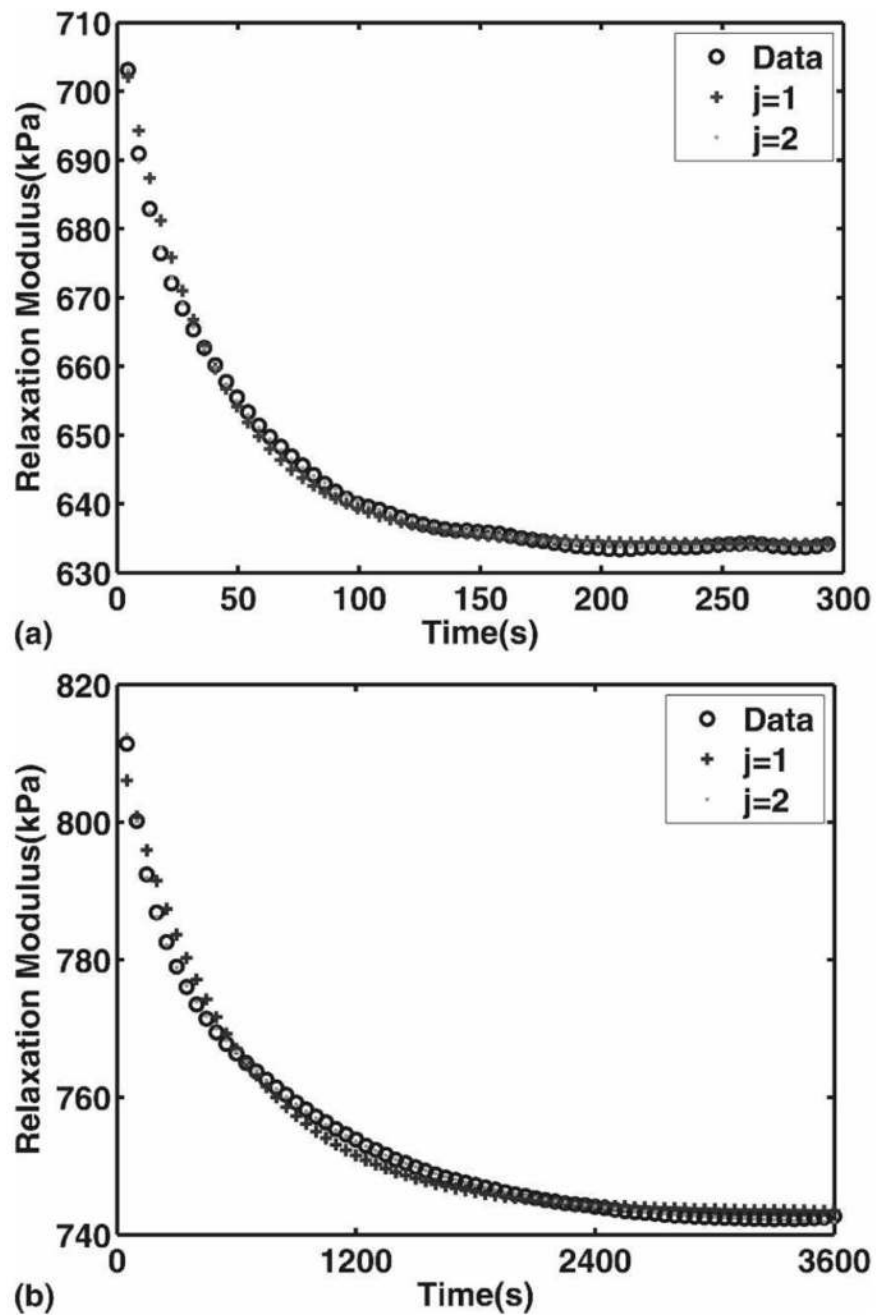 710
700
690
680
670
660
650
640
630
Relaxation Modulus(kPa)
Data
j=1
j=2
0 50 100 150 200 250 300
Time(s)
(a)
820
800
780
760
740
Relaxation Modulus(kPa)
Data
j=1
j=2
0 1200 2400 3600
Time(s)
(b)